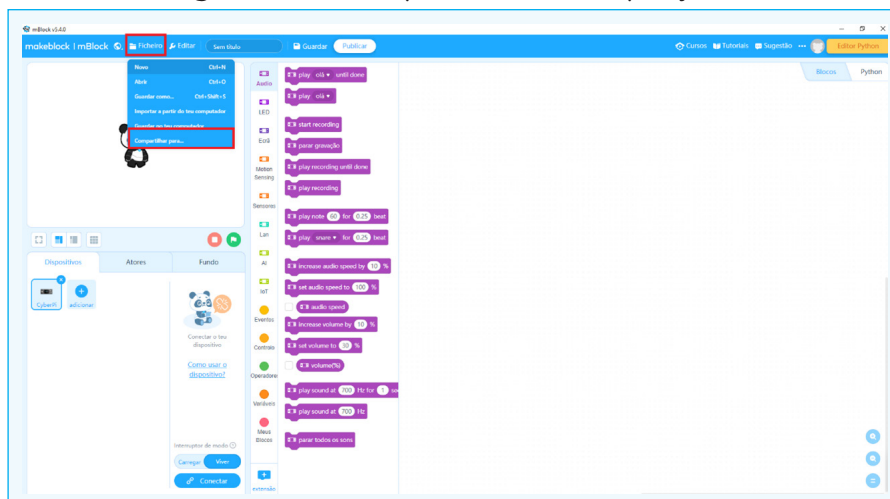 mBlock v5.4.0
makeblock | mBlock
Ficheiro
Editar
Sem título
Guardar
Publicar
Cursos
Tutoriais
Sugestão
Editor Python
Novo Ctrl+N
Abrir Ctrl+O
Guardar como... Ctrl+Shift+S
Importar a partir do teu computador
Guardar no teu computador
Compartilhar para...
Audio
LED
Ecrã
Motion Sensing
Sensores
Lan
AI
IoT
Eventos
Controlo
Operadores
Variáveis
Meus Blocos
extensão
play olá until done
play olá
start recording
parar gravação
play recording until done
play recording
play note 60 for 0.25 beat
play snare for 0.25 beat
increase audio speed by 10 %
set audio speed to 100 %
audio speed
increase volume by 10 %
set volume to 30 %
volume(%)
play sound at 700 Hz for 1 se
play sound at 700 Hz
parar todos os sons
Blocos
Python
Dispositivos
Atores
Fundo
CyberPi
adicionar
Conectar o teu
dispositivo
Como usar o
dispositivo?
Interruptor de modo
Carregar
Viver
Conectar